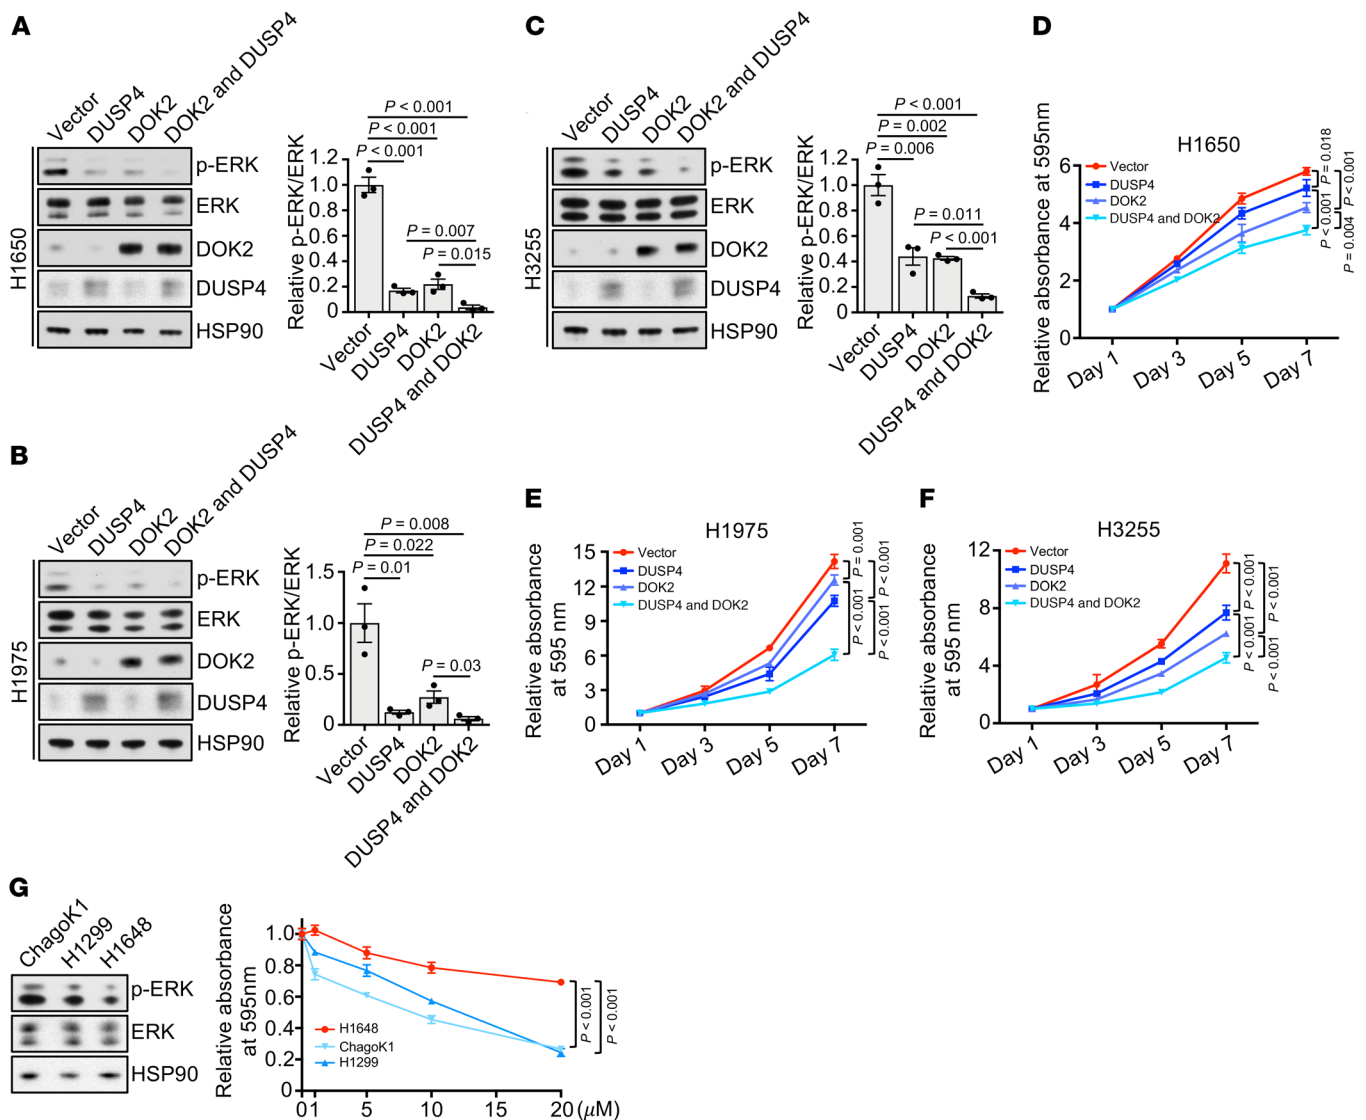 A
Vector
DUSP4
DOK2
DOK2 and DUSP4
H1650
p-ERK
ERK
DOK2
DUSP4
HSP90
Relative p-ERK/ERK
P < 0.001
P < 0.001
P < 0.001
P = 0.007
P = 0.015
1.2
1.0
0.8
0.6
0.4
0.2
0
Vector
DUSP4
DOK2
DUSP4 and DOK2
C
Vector
DUSP4
DOK2
DOK2 and DUSP4
H3255
p-ERK
ERK
DOK2
DUSP4
HSP90
Relative p-ERK/ERK
P < 0.001
P = 0.002
P = 0.006
P = 0.011
P < 0.001
1.2
1.0
0.8
0.6
0.4
0.2
0
Vector
DUSP4
DOK2
DUSP4 and DOK2
D
H1650
Relative absorbance at 595nm
6
4
2
0
Vector
DUSP4
DOK2
DUSP4 and DOK2
P = 0.018
P < 0.001
P < 0.001
P = 0.004
Day 1
Day 3
Day 5
Day 7
B
Vector
DUSP4
DOK2
DOK2 and DUSP4
H1975
p-ERK
ERK
DOK2
DUSP4
HSP90
Relative p-ERK/ERK
P = 0.008
P = 0.022
P = 0.01
P = 0.03
1.5
1.0
0.5
0
Vector
DUSP4
DOK2
DUSP4 and DOK2
E
H1975
Relative absorbance
at 595 nm
15
12
9
6
3
0
Vector
DUSP4
DOK2
DUSP4 and DOK2
P = 0.001
P < 0.001
P < 0.001
P < 0.001
Day 1
Day 3
Day 5
Day 7
F
H3255
Relative absorbance
at 595 nm
12
8
4
0
Vector
DUSP4
DOK2
DUSP4 and DOK2
P < 0.001
P < 0.001
P < 0.001
P < 0.001
Day 1
Day 3
Day 5
Day 7
G
ChagoK1
H1299
H1648
p-ERK
ERK
HSP90
Relative absorbance
at 595nm
1.0
0.8
0.6
0.4
0.2
0
H1648
ChagoK1
H1299
P < 0.001
P < 0.001
0 1 5 10 15 20 (μM)